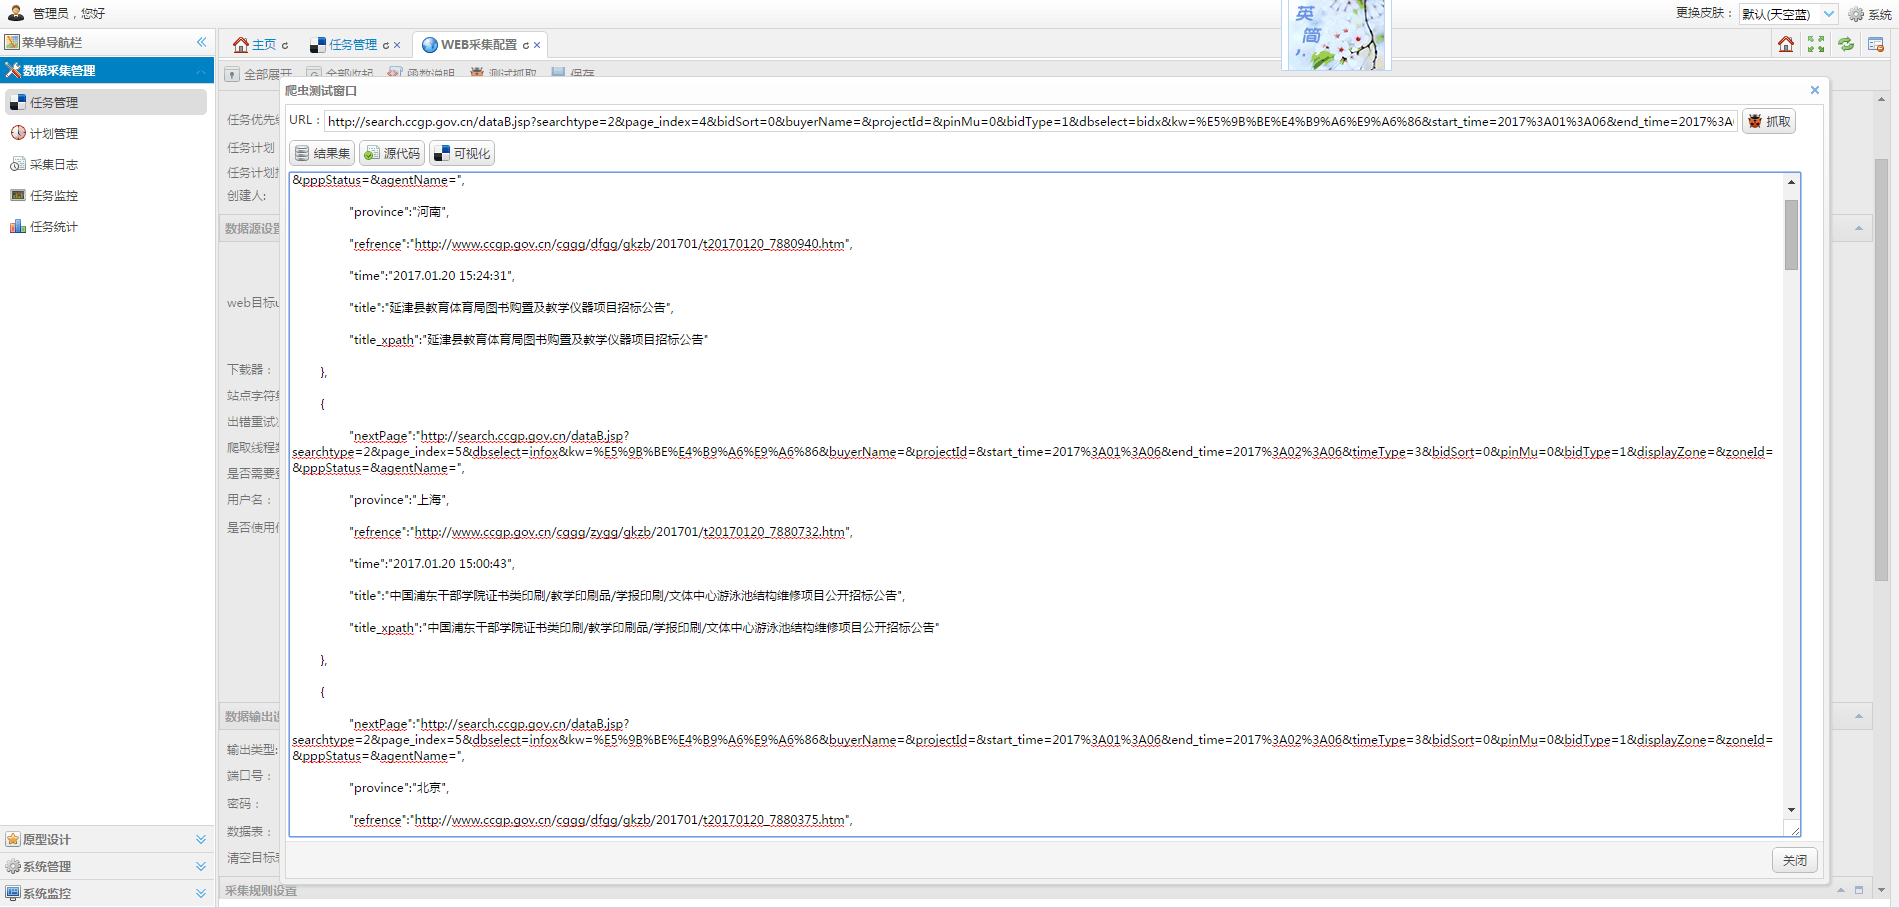 管理员，您好
更换皮肤：
默认(天空蓝)
系统
英
简
菜单导航栏
主页
任务管理
WEB采集配置
数据采集管理
任务管理
计划管理
采集日志
任务监控
任务统计
全部展开
全部收起
函数说明
测试抓取
保存
爬虫测试窗口
URL：
http://search.ccgp.gov.cn/dataB.jsp?searchtype=2&page_index=4&bidSort=0&buyerName=&projectId=&pinMu=0&bidType=1&dbselect=bidx&kw=%E5%9B%BE%E4%B9%A6%E9%A6%86&start_time=2017%3A01%3A06&end_time=2017%3A
抓取
结果集
源代码
可视化
任务优先
任务计划
任务计划
创建人:
数据源设置
web目标u
下载器：
站点字符
出错重试
爬取线程
是否需要
用户名：
是否使用
数据输出
输出类型:
端口号：
密码：
数据表：
清空目标
采集规则设置
&pppStatus=&agentName=",
"province":"河南",
"refrence":"http://www.ccgp.gov.cn/cggg/dfgg/gkzb/201701/t20170120_7880940.htm",
"time":"2017.01.20 15:24:31",
"title":"延津县教育体育局图书购置及教学仪器项目招标公告",
"title_xpath":"延津县教育体育局图书购置及教学仪器项目招标公告"
},
{
"nextPage":"http://search.ccgp.gov.cn/dataB.jsp?
searchtype=2&page_index=5&dbselect=infox&kw=%E5%9B%BE%E4%B9%A6%E9%A6%86&buyerName=&projectId=&start_time=2017%3A01%3A06&end_time=2017%3A02%3A06&timeType=3&bidSort=0&pinMu=0&bidType=1&displayZone=&zoneId=
&pppStatus=&agentName=",
"province":"上海",
"refrence":"http://www.ccgp.gov.cn/cggg/zygg/gkzb/201701/t20170120_7880732.htm",
"time":"2017.01.20 15:00:43",
"title":"中国浦东干部学院证书类印刷/教学印刷品/学报印刷/文体中心游泳池结构维修项目公开招标公告",
"title_xpath":"中国浦东干部学院证书类印刷/教学印刷品/学报印刷/文体中心游泳池结构维修项目公开招标公告"
},
{
"nextPage":"http://search.ccgp.gov.cn/dataB.jsp?
searchtype=2&page_index=5&dbselect=infox&kw=%E5%9B%BE%E4%B9%A6%E9%A6%86&buyerName=&projectId=&start_time=2017%3A01%3A06&end_time=2017%3A02%3A06&timeType=3&bidSort=0&pinMu=0&bidType=1&displayZone=&zoneId=
&pppStatus=&agentName=",
"province":"北京",
"refrence":"http://www.ccgp.gov.cn/cggg/dfgg/gkzb/201701/t20170120_7880375.htm",
关闭
原型设计
系统管理
系统监控